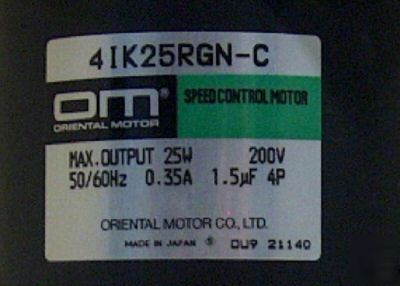 4IK25RGN-C
OM®
ORIENTAL MOTOR
SPEED CONTROL MOTOR
MAX. OUTPUT 25W 200V
50/60Hz 0.35A 1.5µF 4P
ORIENTAL MOTOR CO., LTD.
MADE IN JAPAN Ⓢ OU9 21140